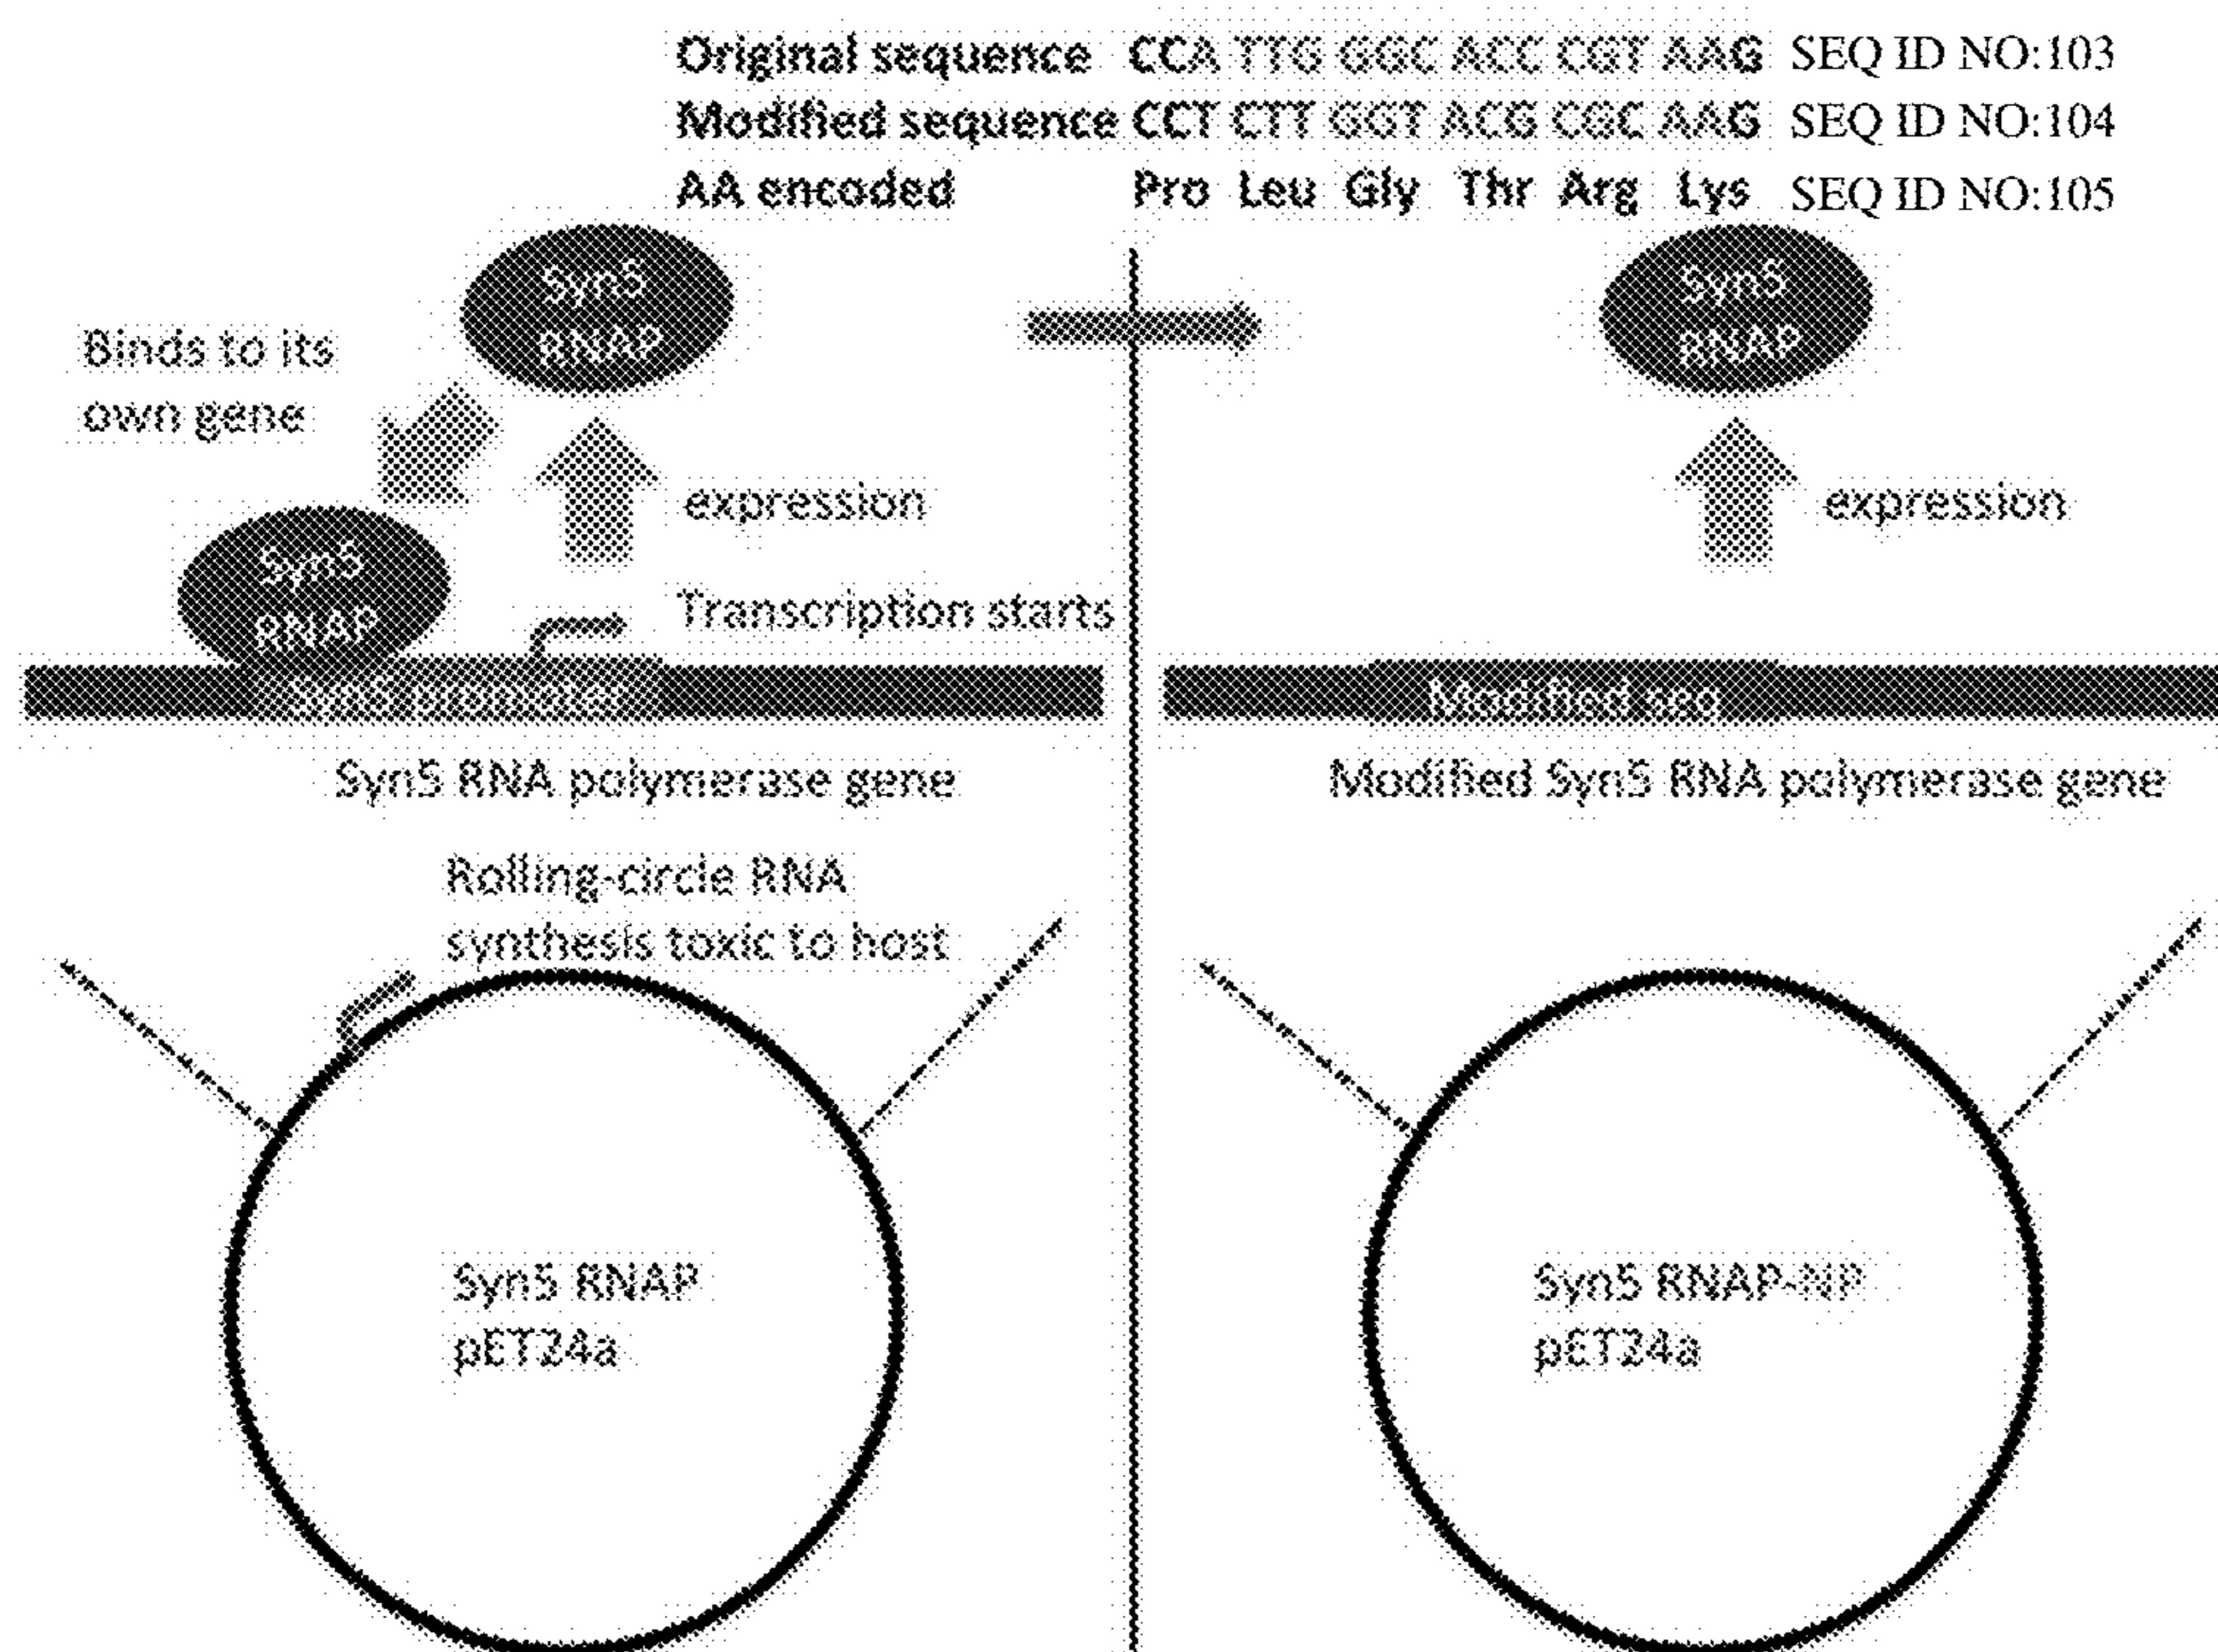 Original sequence CCA TTG GGC ACC CGT AAG SEQ ID NO:103
Modified sequence CCT CTT GGT ACG CGC AAG SEQ ID NO:104
AA encoded Pro Leu Gly Thr Arg Lys SEQ ID NO:105
Syn5
RNAP
Binds to its
own gene
expression
Syn5
RNAP
Transcription starts
promoter
Syn5 RNA polymerase gene
Rolling-circle RNA
synthesis toxic to host
Syn5 RNAP
pET24a
Syn5
RNAP
expression
Modified seq
Modified Syn5 RNA polymerase gene
Syn5 RNAP-NP
pET24a